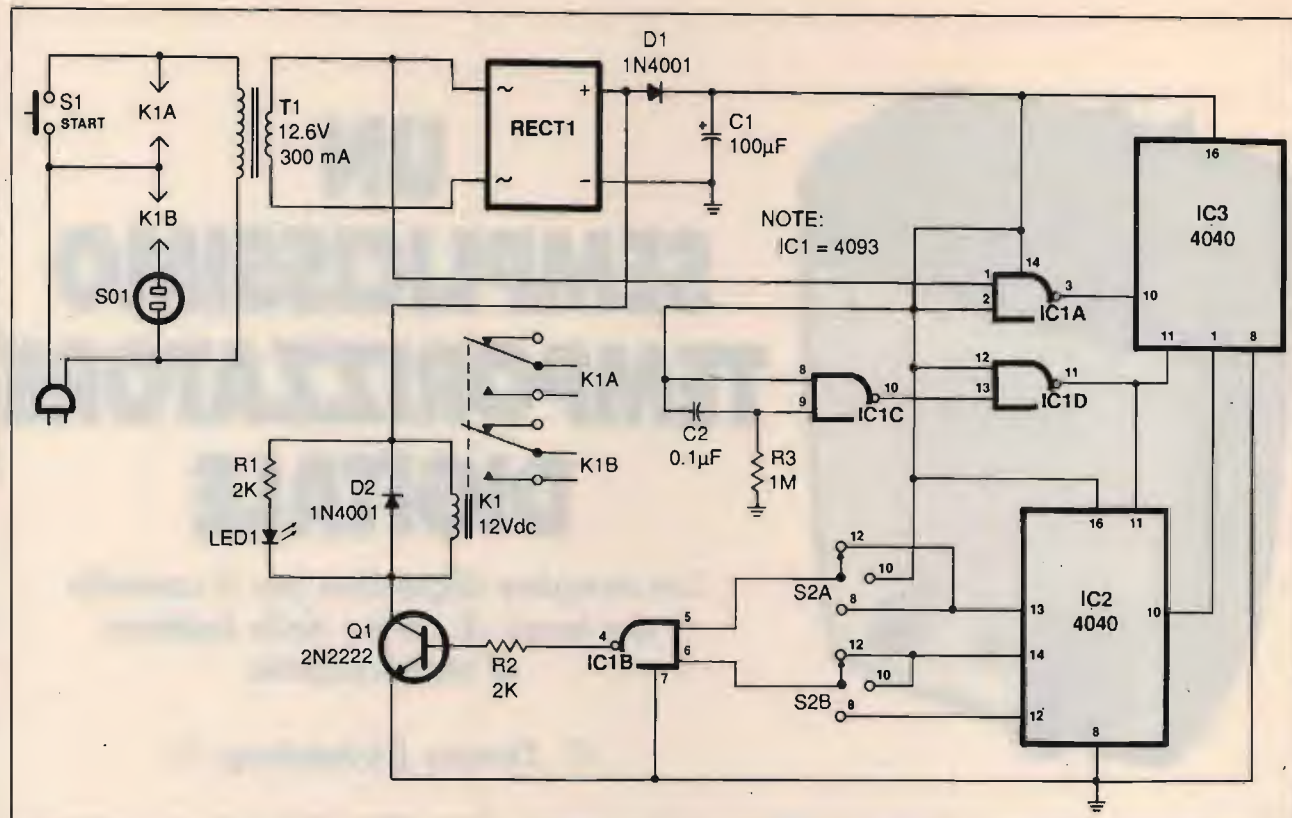 S1
START
K1A
K1B
S01
T1
12.6V
300 mA
~
~
RECT1
+
−
D1
1N4001
+
C1
100µF
NOTE:
IC1 = 4093
1
2
14
3
IC1A
16
IC3
4040
10
11
1
8
12
13
11
IC1D
8
9
10
IC1C
C2
0.1µF
R3
1M
K1A
K1B
R1
2K
LED1
D2
1N4001
K1
12Vdc
Q1
2N2222
R2
2K
4
IC1B
5
6
7
12
S2A
10
8
12
S2B
10
8
16
11
IC2
4040
13
14
12
10
8